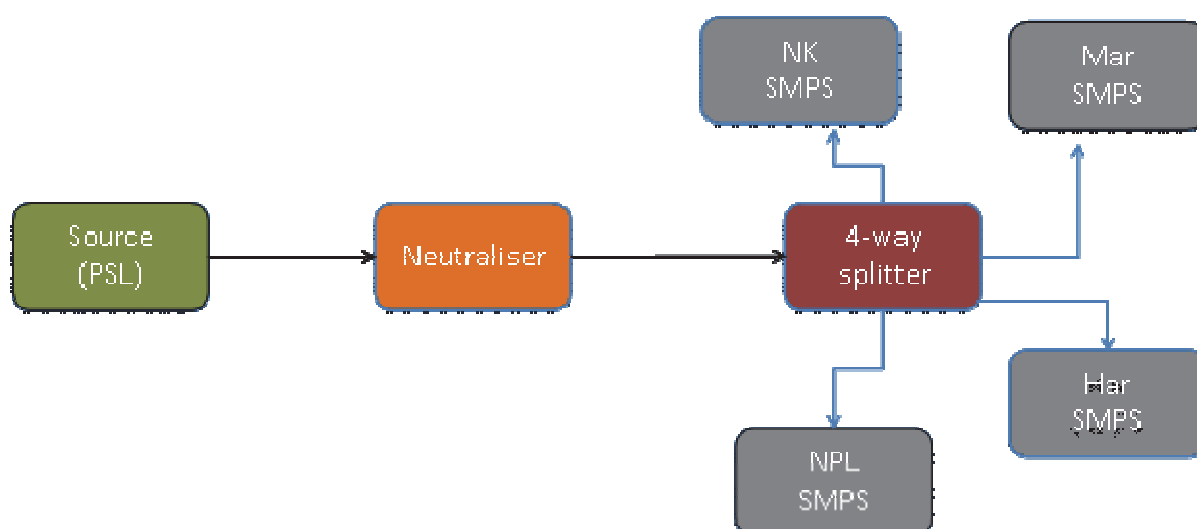 NK
SMPS
Mar
SMPS
Source
(PSL)
Neutraliser
4-way
splitter
Har
SMPS
NPL
SMPS